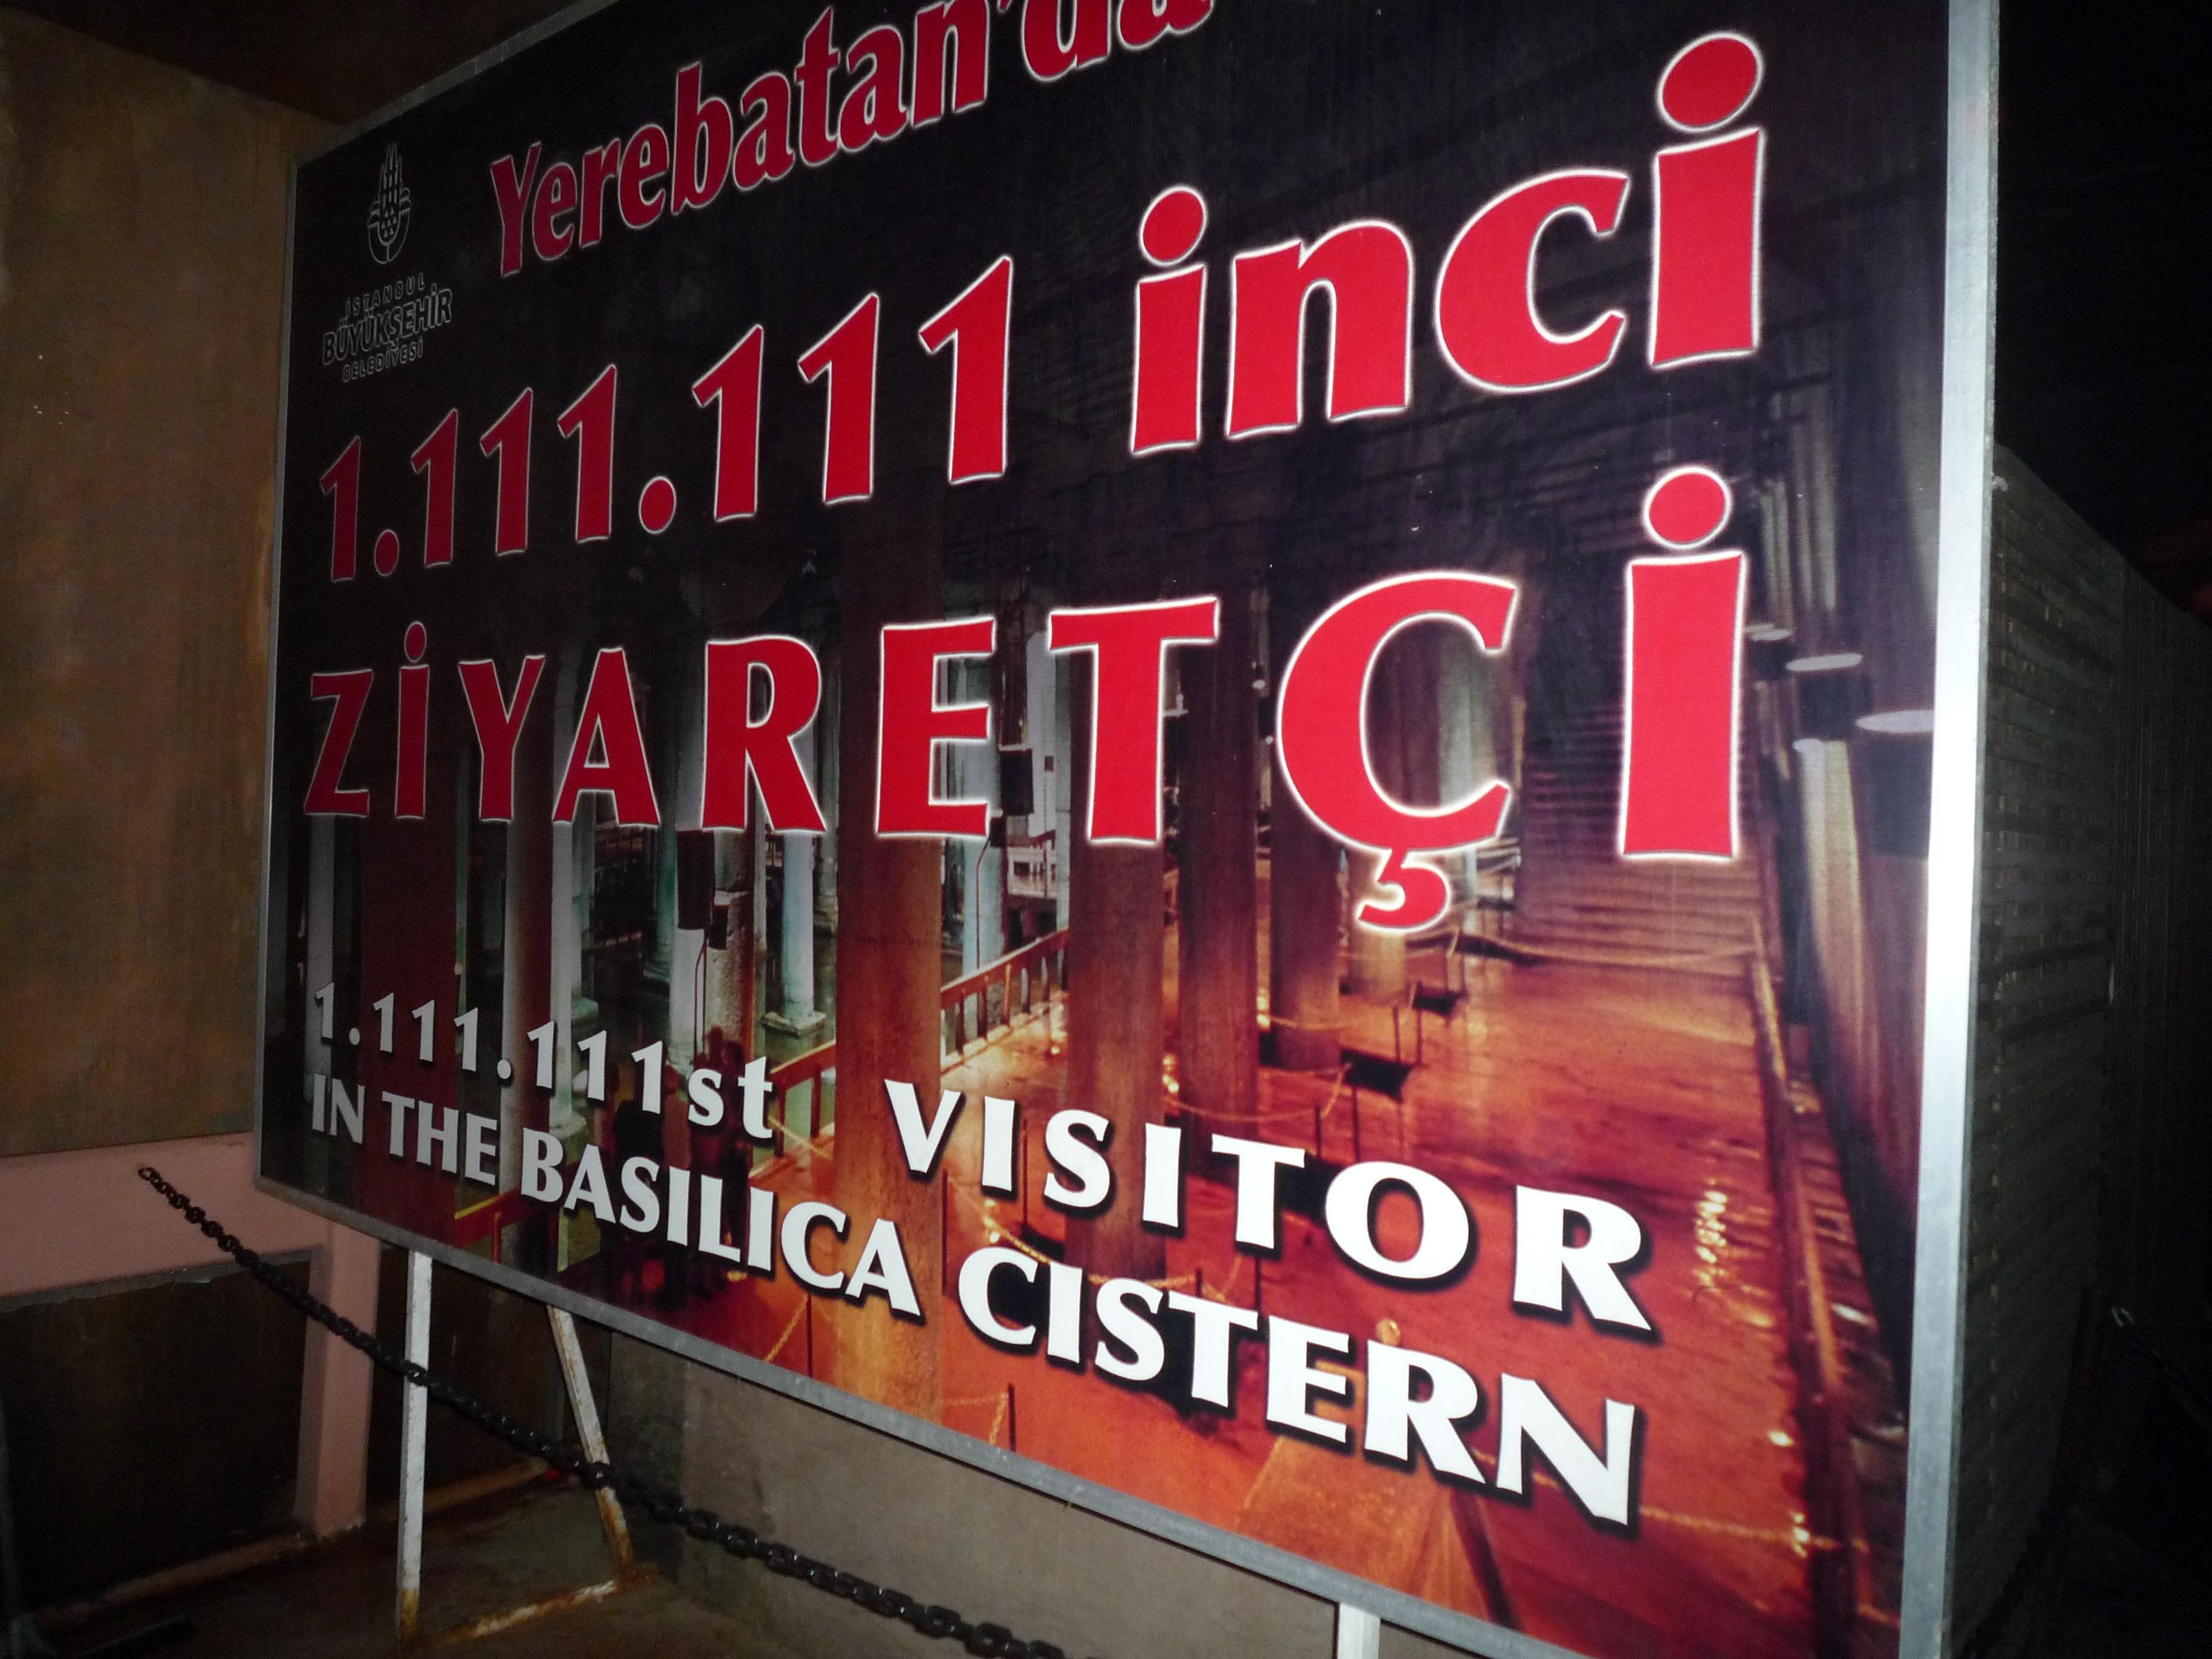 Yerebatan'da
1.111.111 inci
ZİYARETÇİ
1.111.111st VISITOR
IN THE BASILICA CISTERN
İSTANBUL
BÜYÜKŞEHİR
BELEDİYESİ